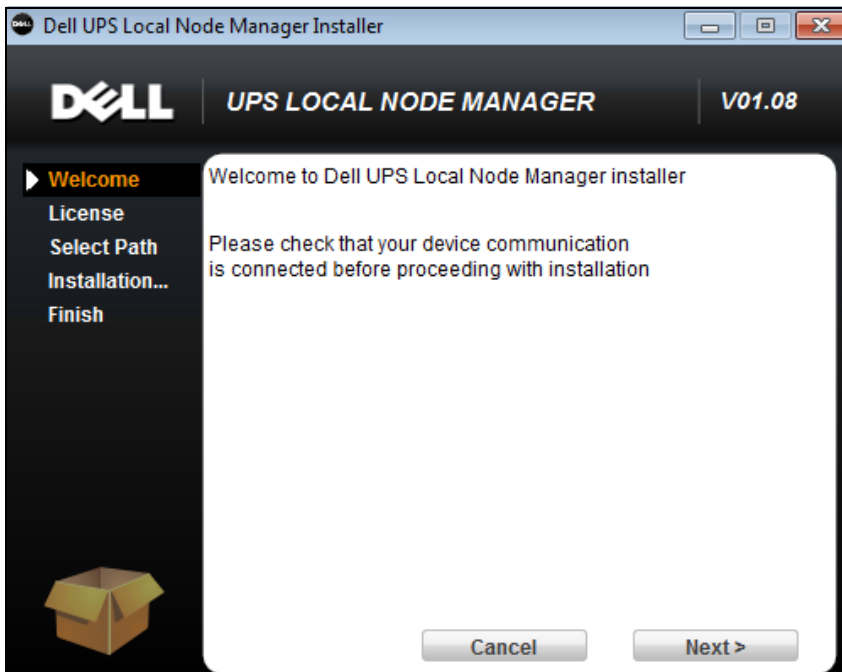 Dell UPS Local Node Manager Installer
DELL
UPS LOCAL NODE MANAGER
V01.08
Welcome
License
Select Path
Installation...
Finish
Welcome to Dell UPS Local Node Manager installer
Please check that your device communication
is connected before proceeding with installation
Cancel
Next >